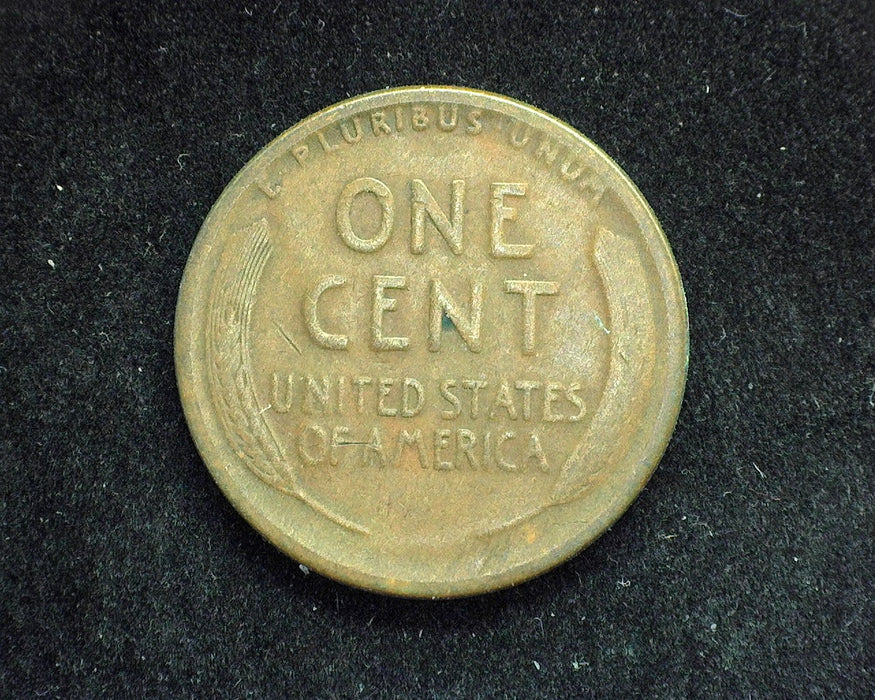 E · PLURIBUS · UNUM
ONE
CENT
UNITED STATES
OF AMERICA